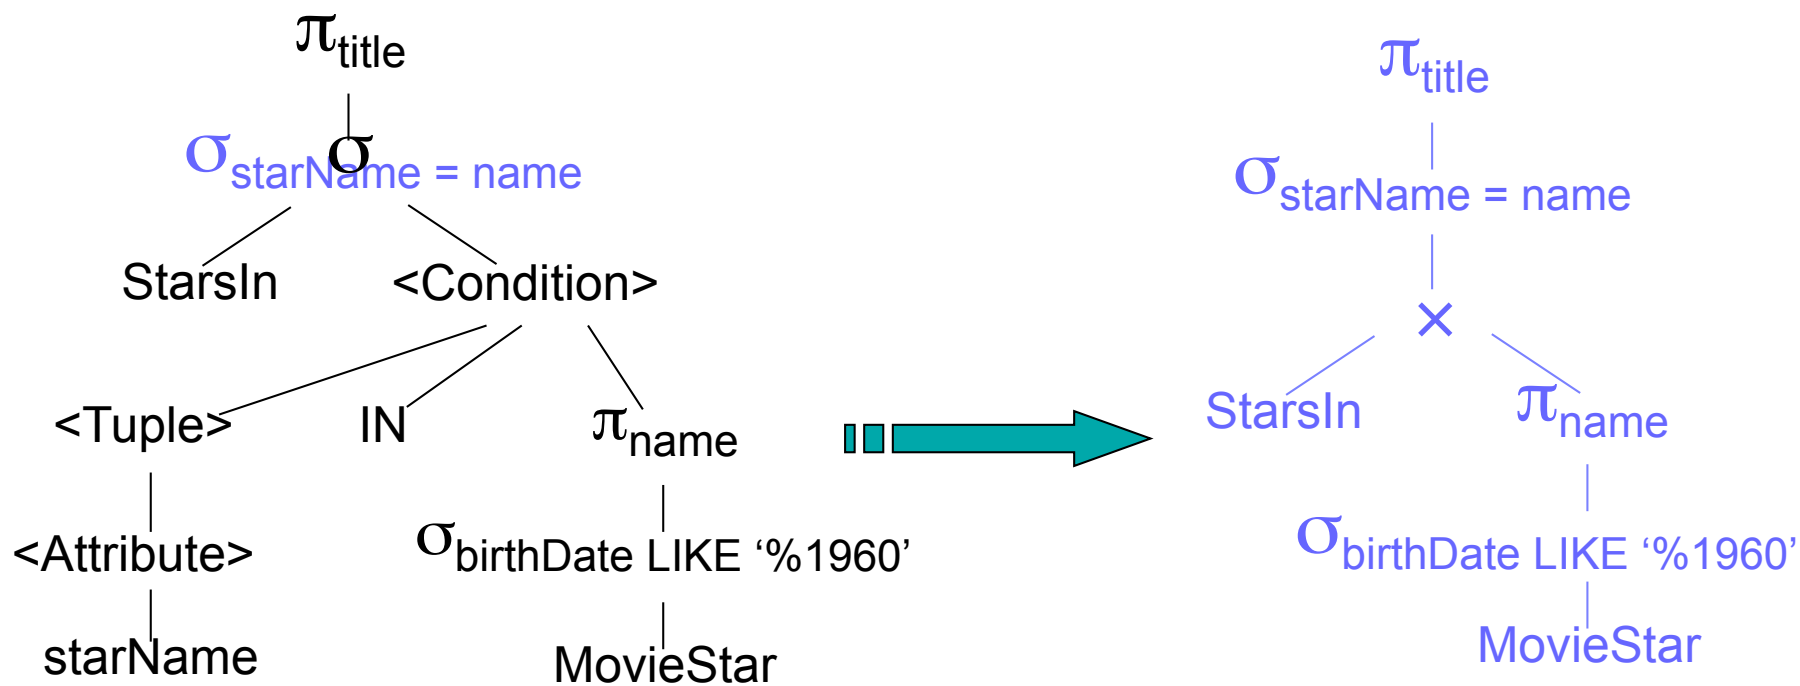 πtitle
σ
σstarName = name
StarsIn <Condition>
<Tuple> IN πname
<Attribute> σbirthDate LIKE ‘%1960’
starName MovieStar
πtitle
σstarName = name
×
StarsIn πname
σbirthDate LIKE ‘%1960’
MovieStar